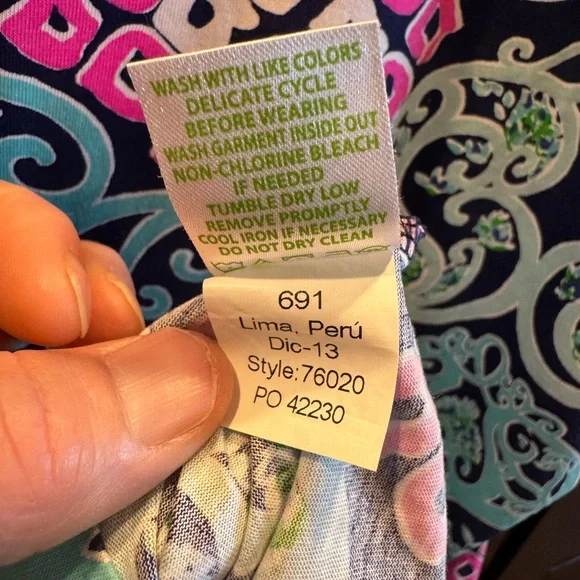 WASH WITH LIKE COLORS
DELICATE CYCLE
BEFORE WEARING
WASH GARMENT INSIDE OUT
NON-CHLORINE BLEACH
IF NEEDED
TUMBLE DRY LOW
REMOVE PROMPTLY
COOL IRON IF NECESSARY
DO NOT DRY CLEAN
691
Lima, Perú
Dic-13
Style:76020
PO 42230